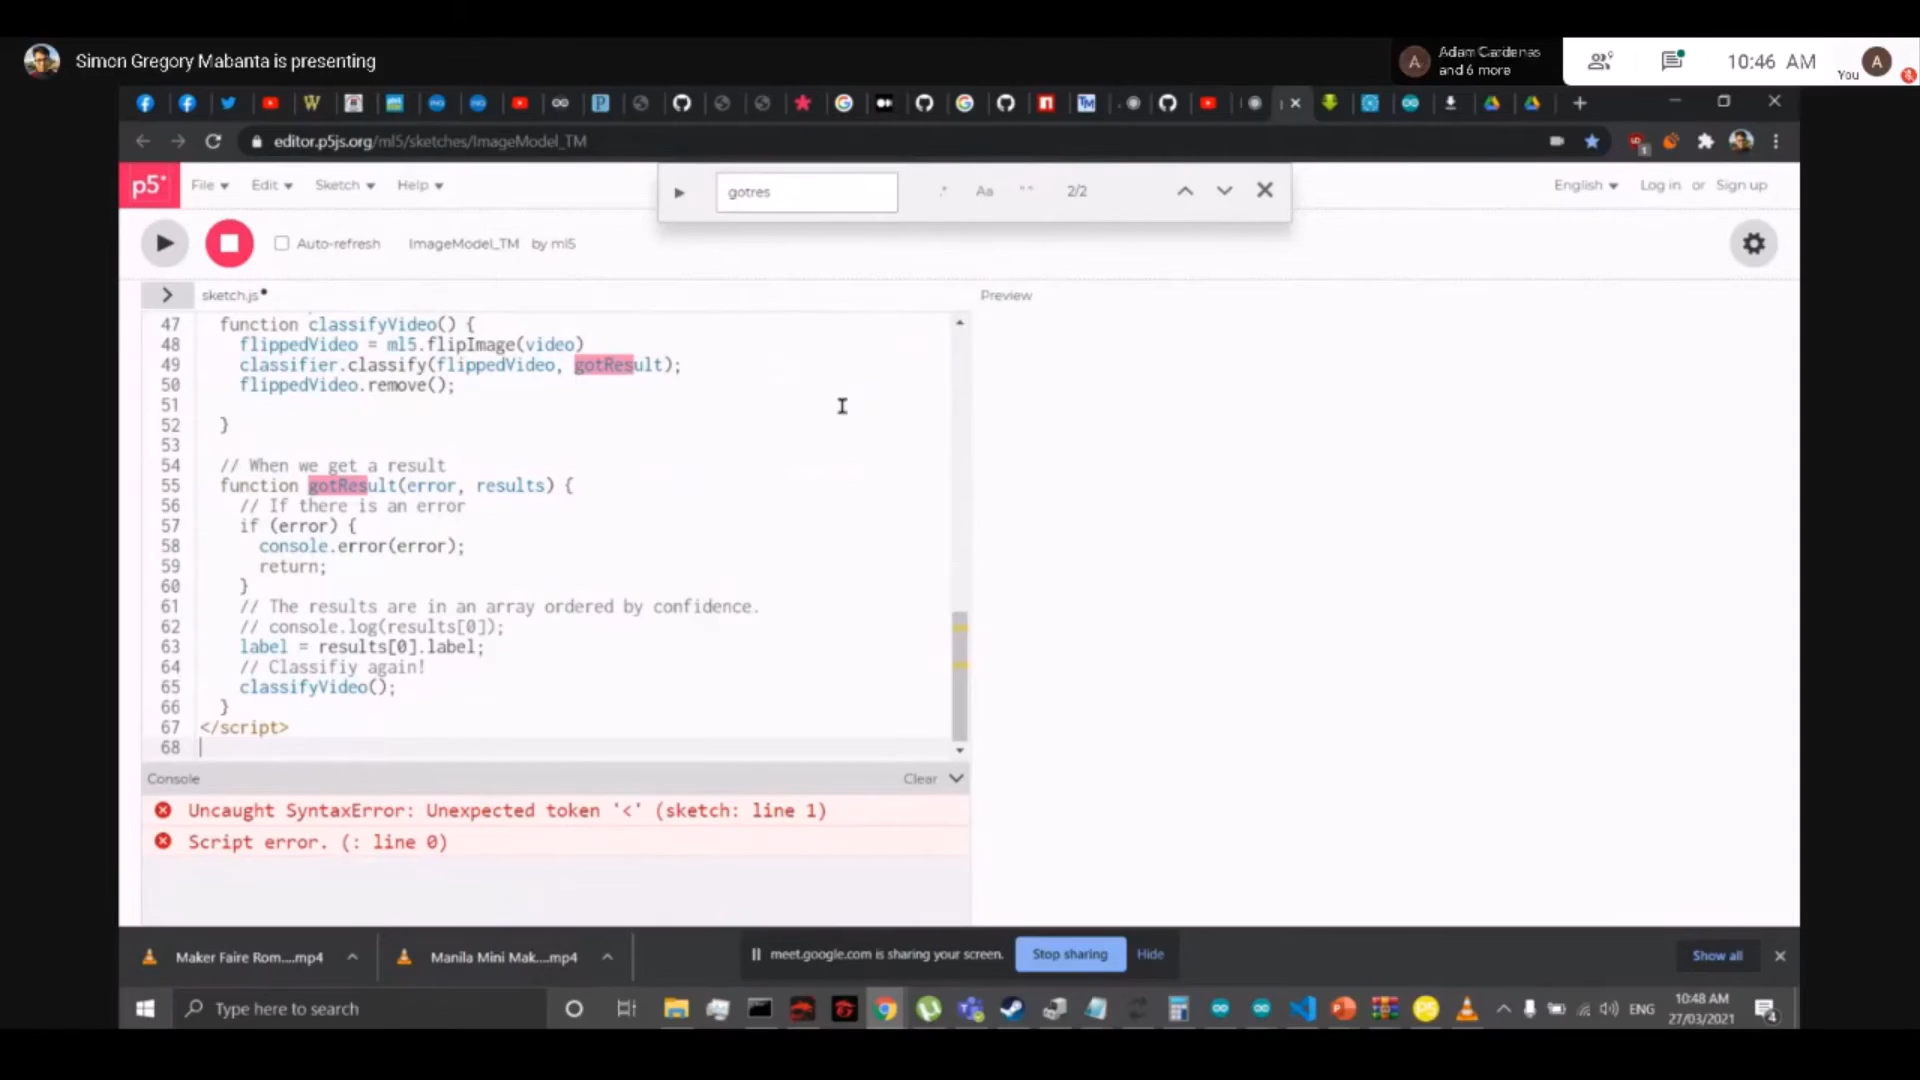 Simon Gregory Mabanta is presenting
A
Adam Cardenas
and 6 more
10:46 AM
You
A
editor.p5js.org/ml5/sketches/ImageModel_TM
p5*
File
Edit
Sketch
Help
gotres
.*
Aa
2/2
English
Log in or Sign up
Auto-refresh
ImageModel_TM by ml5
sketch.js
Preview
47 function classifyVideo() {
48 flippedVideo = ml5.flipImage(video)
49 classifier.classify(flippedVideo, gotResult);
50 flippedVideo.remove();
51
52 }
53
54 // When we get a result
55 function gotResult(error, results) {
56 // If there is an error
57 if (error) {
58 console.error(error);
59 return;
60 }
61 // The results are in an array ordered by confidence.
62 // console.log(results[0]);
63 label = results[0].label;
64 // Classifiy again!
65 classifyVideo();
66 }
67 </script>
68
Console
Clear
Uncaught SyntaxError: Unexpected token '<' (sketch: line 1)
Script error. (: line 0)
Maker Faire Rom....mp4
Manila Mini Mak....mp4
meet.google.com is sharing your screen.
Stop sharing
Hide
Show all
Type here to search
ENG
10:48 AM
27/03/2021
4